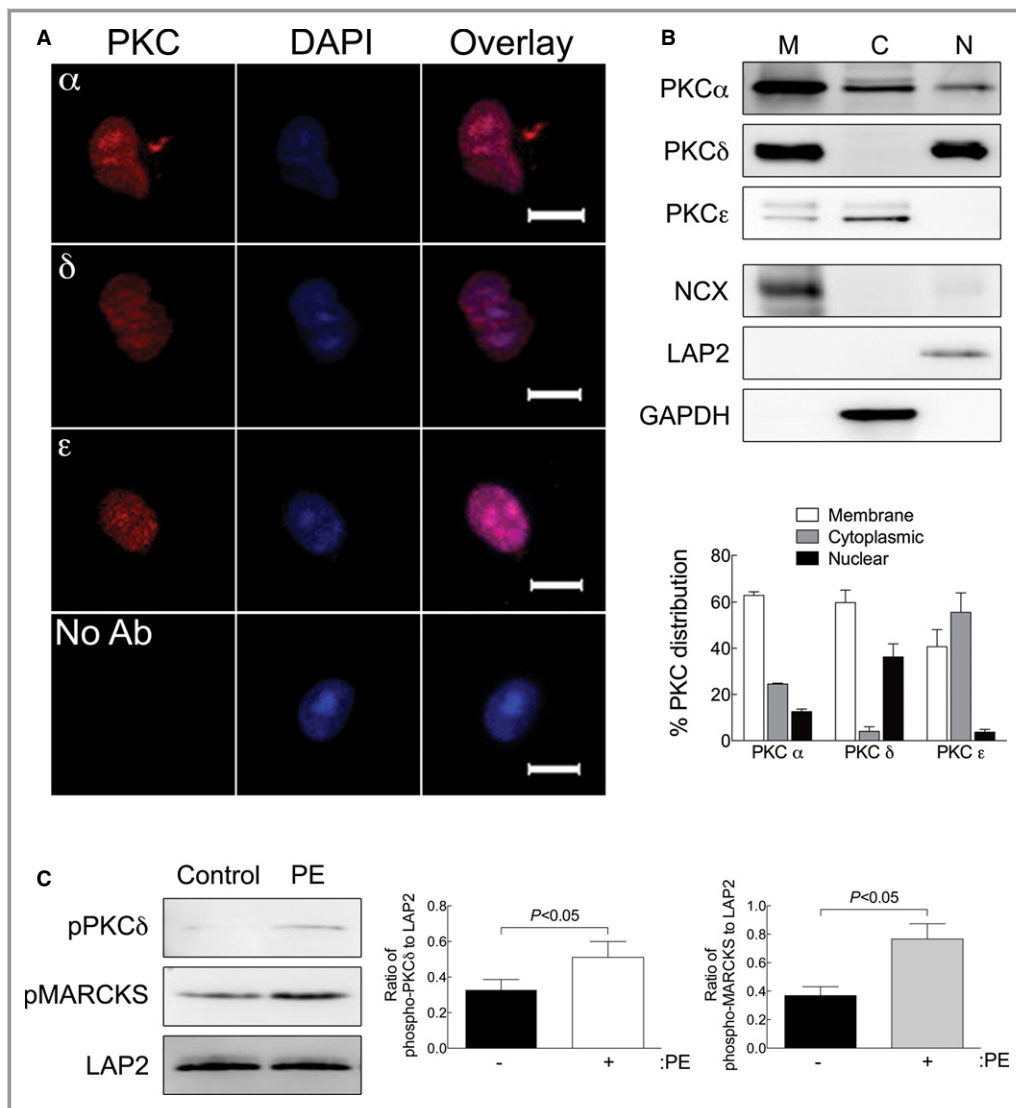 A
PKC DAPI Overlay
α
δ
ε
No Ab
B
M C N
PKCα
PKCδ
PKCε
NCX
LAP2
GAPDH
Membrane
Cytoplasmic
Nuclear
% PKC distribution
80
60
40
20
0
PKC α PKC δ PKC ε
C
Control PE
pPKCδ
pMARCKS
LAP2
Ratio of
phospho-PKCδ to LAP2
0.8
0.6
0.4
0.2
0.0
P<0.05
- + :PE
Ratio of
phospho-MARCKS to LAP2
1.0
0.8
0.6
0.4
0.2
0.0
P<0.05
- + :PE